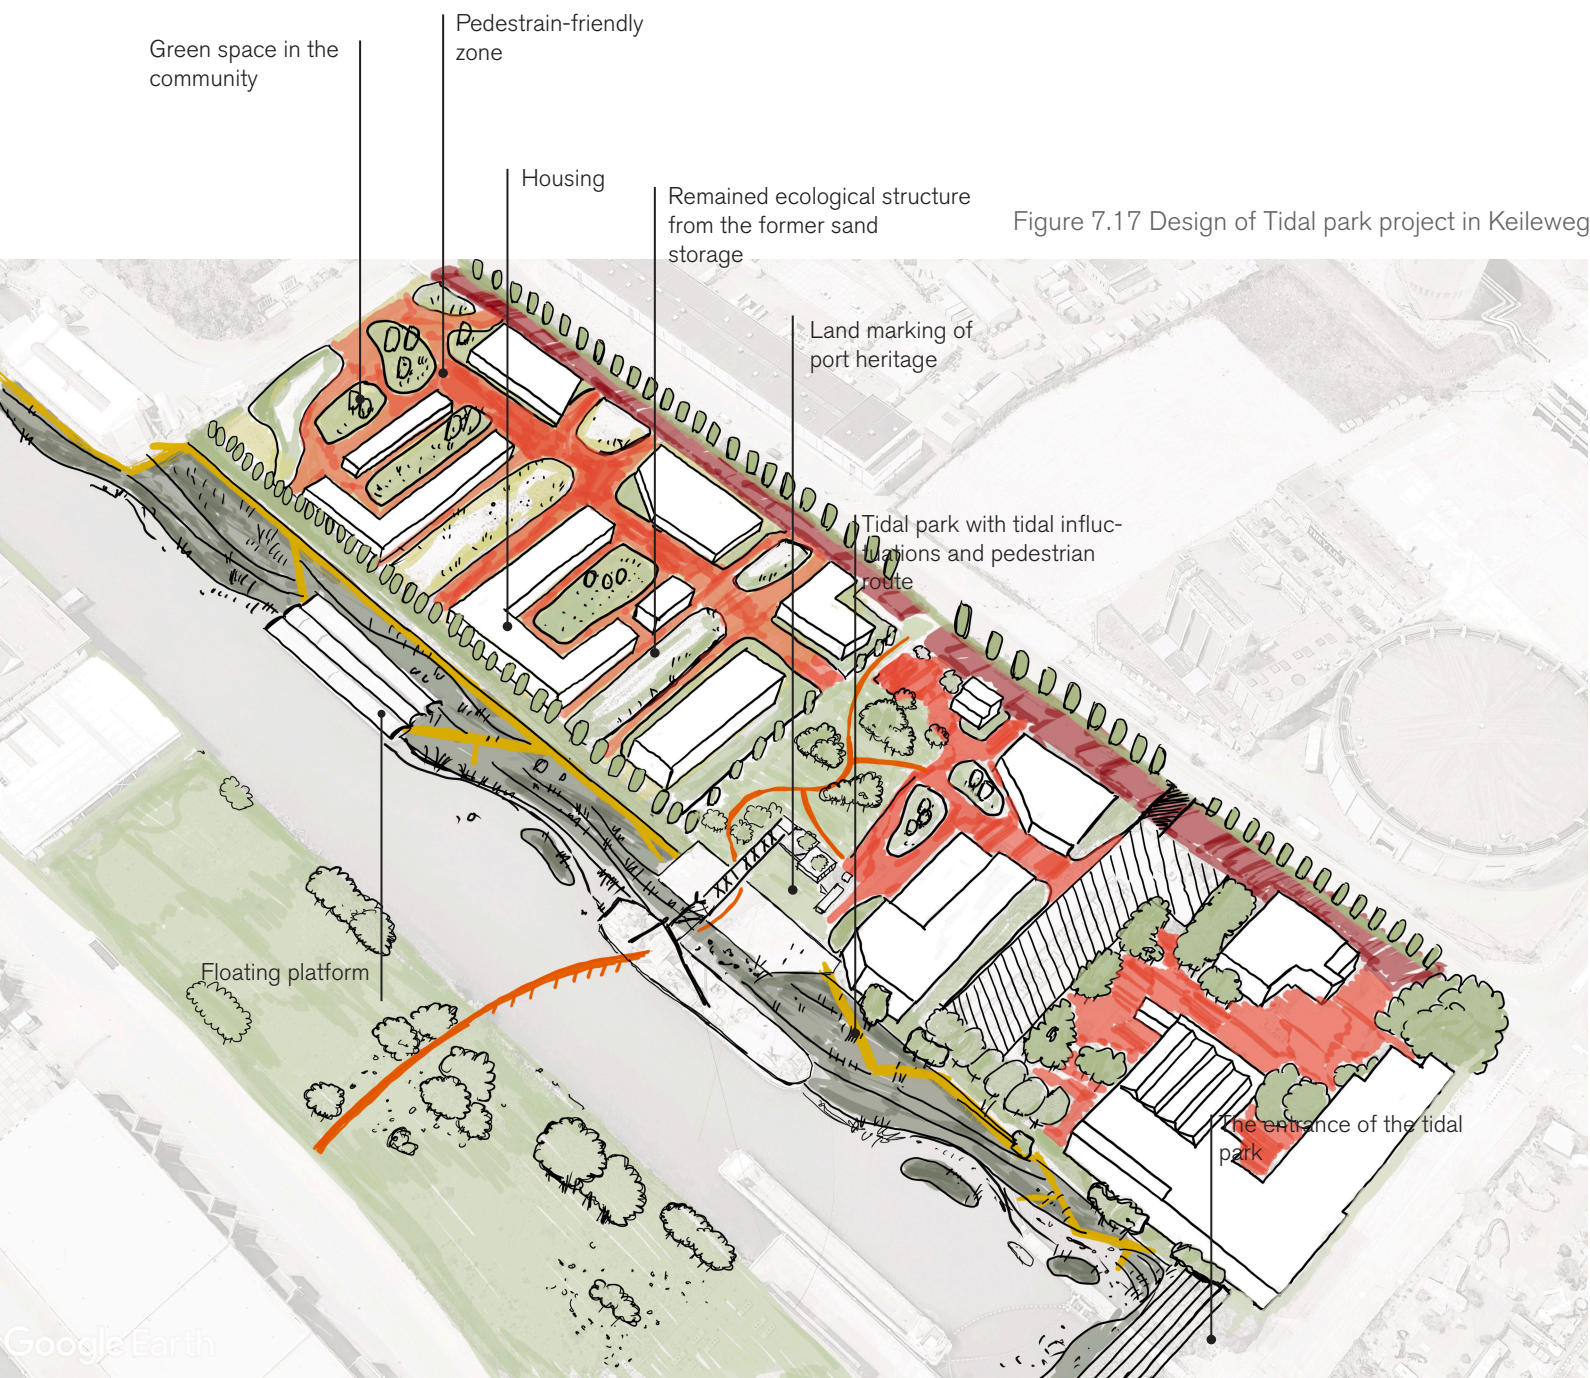 Pedestrain-friendly
zone
Green space in the
community
Housing
Remained ecological structure
from the former sand
storage
Figure 7.17 Design of Tidal park project in Keileweg
Land marking of
port heritage
Tidal park with tidal influc-
tuations and pedestrian
route
Floating platform
The entrance of the tidal
park
Google Earth